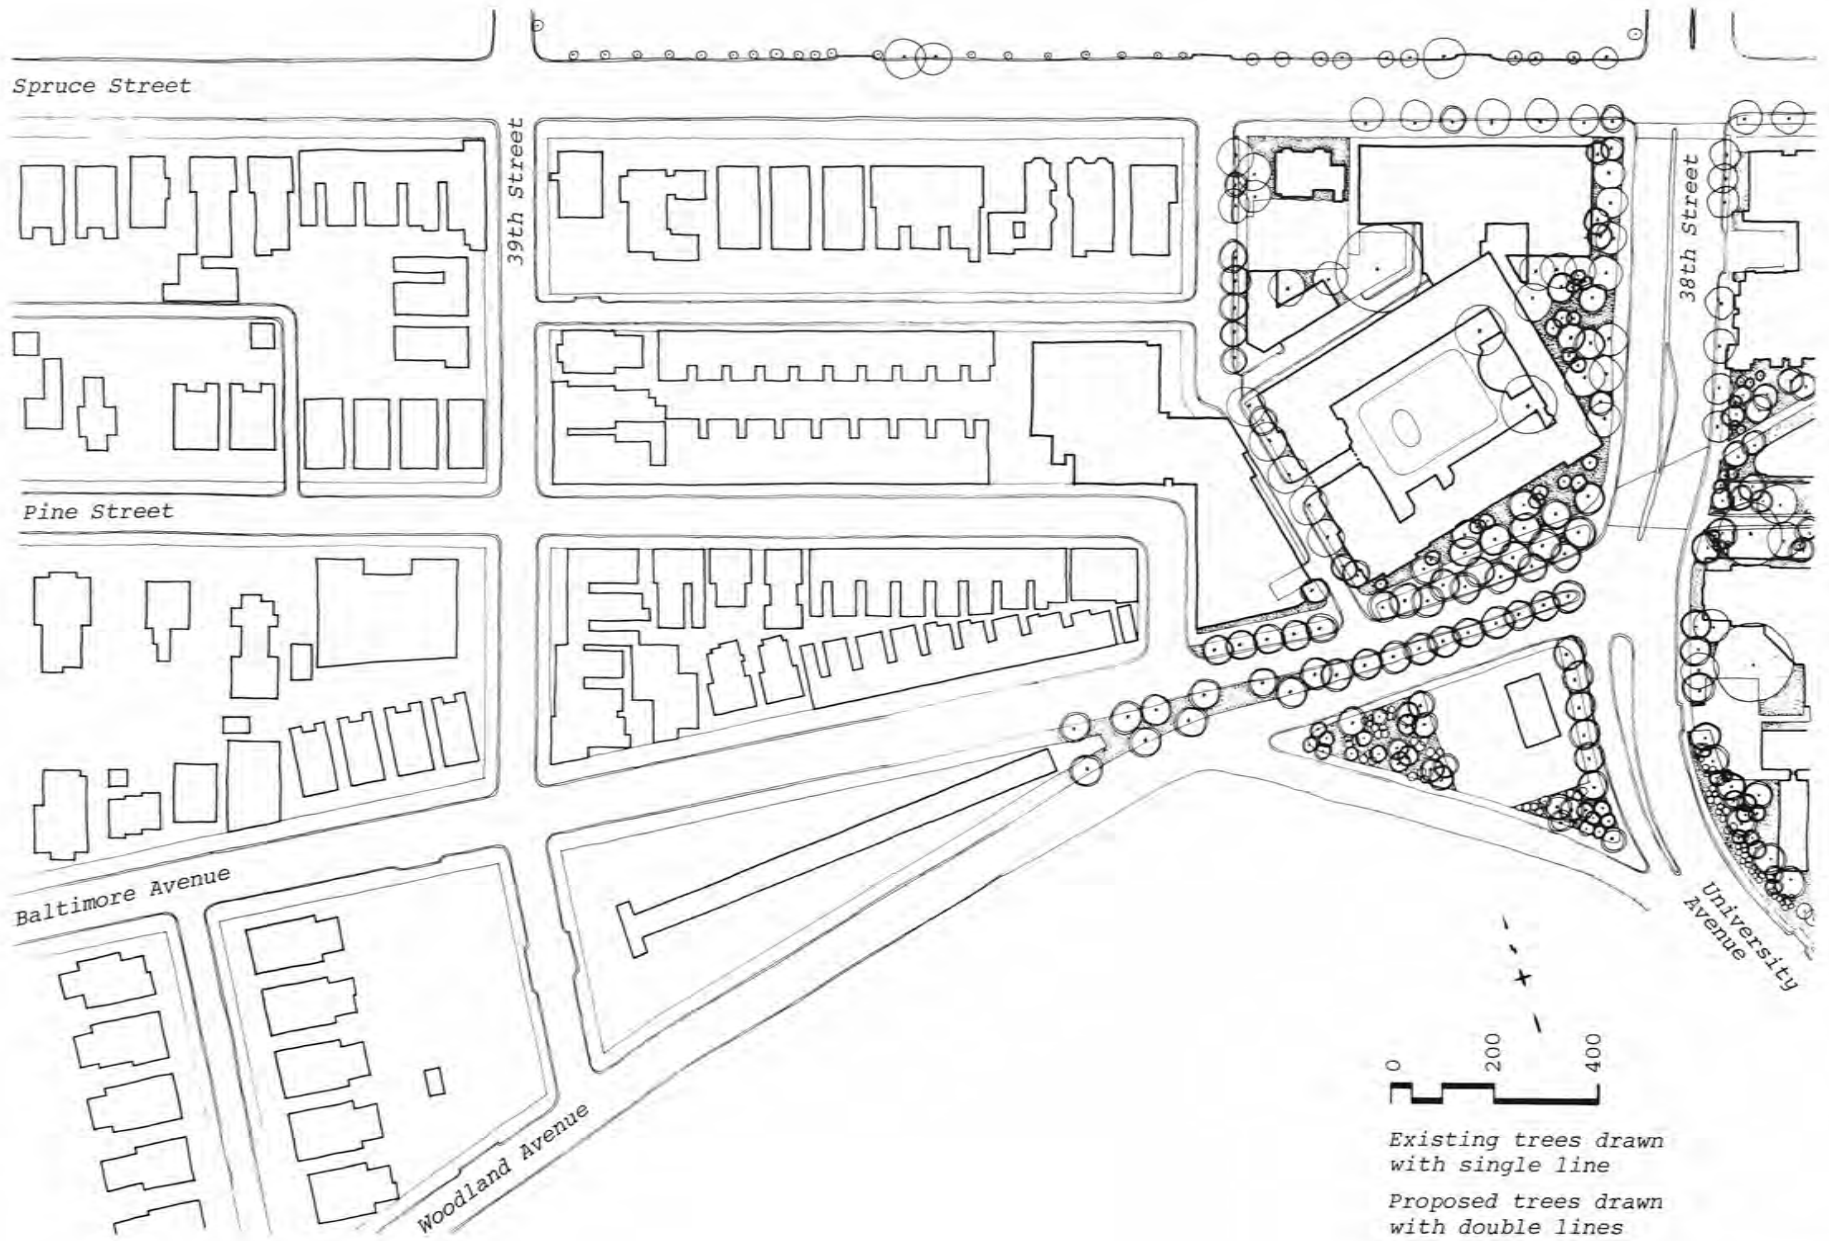 Spruce Street
39th Street
38th Street
Pine Street
Baltimore Avenue
University
Avenue
Woodland Avenue
0
200
400
Existing trees drawn
with single line
Proposed trees drawn
with double lines